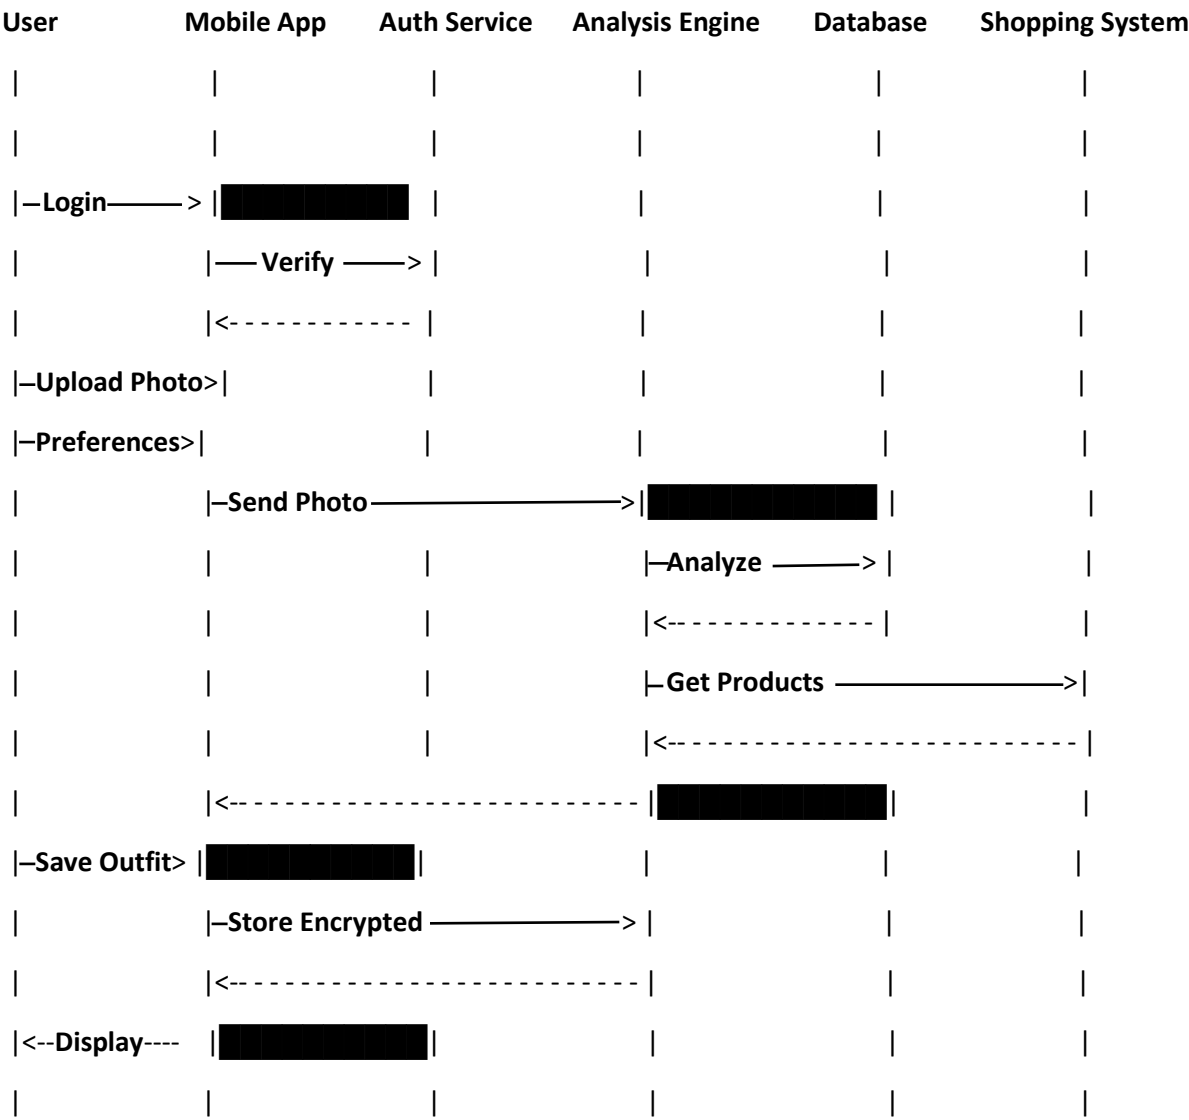 User Mobile App Auth Service Analysis Engine Database Shopping System
Login
Verify
Upload Photo
Preferences
Send Photo
Analyze
Get Products
Save Outfit
Store Encrypted
Display